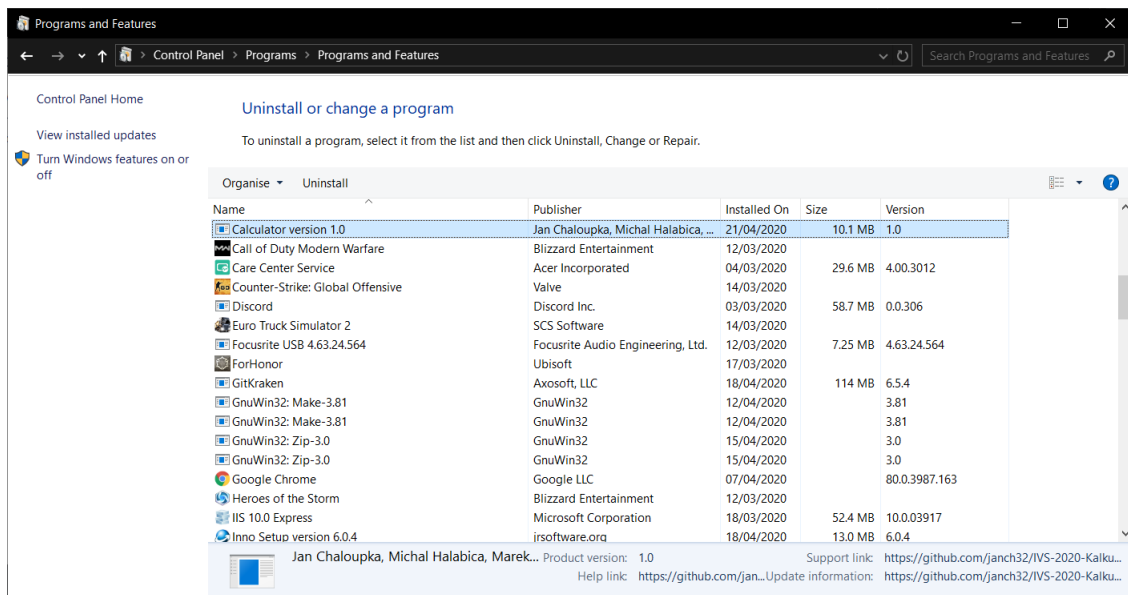 Programs and Features
Control Panel > Programs > Programs and Features
Search Programs and Features
Control Panel Home
View installed updates
Turn Windows features on or
off
Uninstall or change a program
To uninstall a program, select it from the list and then click Uninstall, Change or Repair.
Organise Uninstall
Name Publisher Installed On Size Version
Calculator version 1.0 Jan Chaloupka, Michal Halabica, ... 21/04/2020 10.1 MB 1.0
Call of Duty Modern Warfare Blizzard Entertainment 12/03/2020
Care Center Service Acer Incorporated 04/03/2020 29.6 MB 4.00.3012
Counter-Strike: Global Offensive Valve 14/03/2020
Discord Discord Inc. 03/03/2020 58.7 MB 0.0.306
Euro Truck Simulator 2 SCS Software 14/03/2020
Focusrite USB 4.63.24.564 Focusrite Audio Engineering, Ltd. 12/03/2020 7.25 MB 4.63.24.564
ForHonor Ubisoft 17/03/2020
GitKraken Axosoft, LLC 18/04/2020 114 MB 6.5.4
GnuWin32: Make-3.81 GnuWin32 12/04/2020 3.81
GnuWin32: Make-3.81 GnuWin32 12/04/2020 3.81
GnuWin32: Zip-3.0 GnuWin32 15/04/2020 3.0
GnuWin32: Zip-3.0 GnuWin32 15/04/2020 3.0
Google Chrome Google LLC 07/04/2020 80.0.3987.163
Heroes of the Storm Blizzard Entertainment 12/03/2020
IIS 10.0 Express Microsoft Corporation 18/03/2020 52.4 MB 10.0.03917
Inno Setup version 6.0.4 jrsoftware.org 18/04/2020 13.0 MB 6.0.4
Jan Chaloupka, Michal Halabica, Marek... Product version: 1.0 Support link: https://github.com/janch32/IVS-2020-Kalku...
Help link: https://github.com/jan... Update information: https://github.com/janch32/IVS-2020-Kalku...